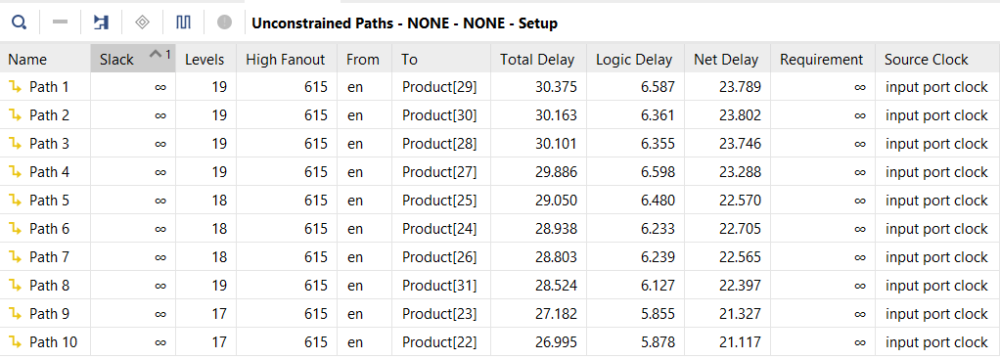 Unconstrained Paths - NONE - NONE - Setup
Name Slack 1 Levels High Fanout From To Total Delay Logic Delay Net Delay Requirement Source Clock
Path 1 ∞ 19 615 en Product[29] 30.375 6.587 23.789 ∞ input port clock
Path 2 ∞ 19 615 en Product[30] 30.163 6.361 23.802 ∞ input port clock
Path 3 ∞ 19 615 en Product[28] 30.101 6.355 23.746 ∞ input port clock
Path 4 ∞ 19 615 en Product[27] 29.886 6.598 23.288 ∞ input port clock
Path 5 ∞ 18 615 en Product[25] 29.050 6.480 22.570 ∞ input port clock
Path 6 ∞ 18 615 en Product[24] 28.938 6.233 22.705 ∞ input port clock
Path 7 ∞ 18 615 en Product[26] 28.803 6.239 22.565 ∞ input port clock
Path 8 ∞ 19 615 en Product[31] 28.524 6.127 22.397 ∞ input port clock
Path 9 ∞ 17 615 en Product[23] 27.182 5.855 21.327 ∞ input port clock
Path 10 ∞ 17 615 en Product[22] 26.995 5.878 21.117 ∞ input port clock